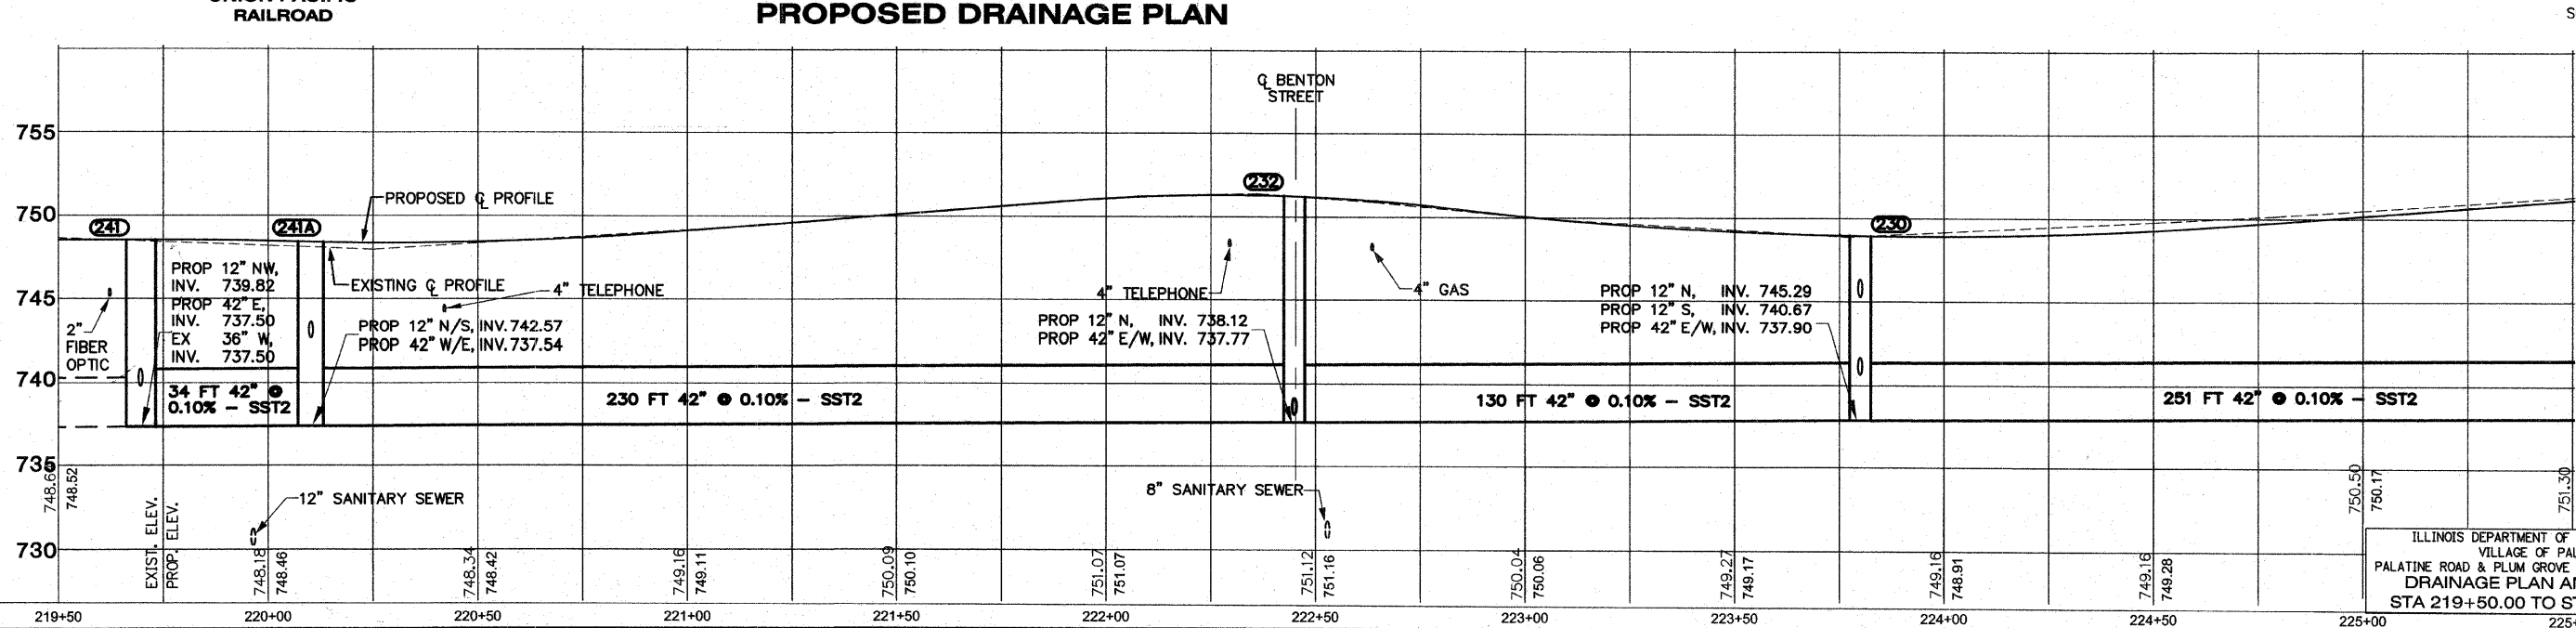 RAILROAD
PROPOSED DRAINAGE PLAN
℄ BENTON
STREET
755
750
745
740
735
730
241
241A
232
230
PROPOSED ℄ PROFILE
EXISTING ℄ PROFILE
2"
FIBER
OPTIC
PROP 12" NW,
INV. 739.82
PROP 42" E,
INV. 737.50
EX 36" W,
INV. 737.50
4" TELEPHONE
PROP 12" N/S, INV. 742.57
PROP 42" W/E, INV. 737.54
4" TELEPHONE
PROP 12" N, INV. 738.12
PROP 42" E/W, INV. 737.77
4" GAS
PROP 12" N, INV. 745.29
PROP 12" S, INV. 740.67
PROP 42" E/W, INV. 737.90
34 FT 42" @
0.10% - SST2
230 FT 42" @ 0.10% - SST2
130 FT 42" @ 0.10% - SST2
251 FT 42" @ 0.10% - SST2
12" SANITARY SEWER
8" SANITARY SEWER
748.52
EXIST. ELEV.
PROP. ELEV.
748.18
748.46
748.34
748.42
749.16
749.11
750.09
750.10
751.07
751.07
751.12
751.16
750.04
750.06
749.27
749.17
749.16
748.91
749.16
749.28
750.50
750.17
751.30
ILLINOIS DEPARTMENT OF
VILLAGE OF PAL
PALATINE ROAD & PLUM GROVE
DRAINAGE PLAN AN
STA 219+50.00 TO ST
219+50
220+00
220+50
221+00
221+50
222+00
222+50
223+00
223+50
224+00
224+50
225+00